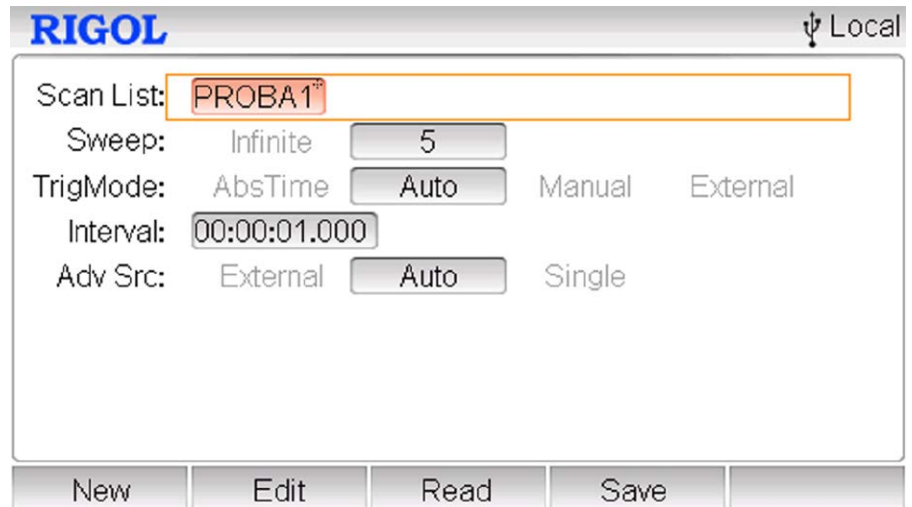 RIGOL Local
Scan List: PROBA1*
Sweep: Infinite 5
TrigMode: AbsTime Auto Manual External
Interval: 00:00:01.000
Adv Src: External Auto Single
New Edit Read Save